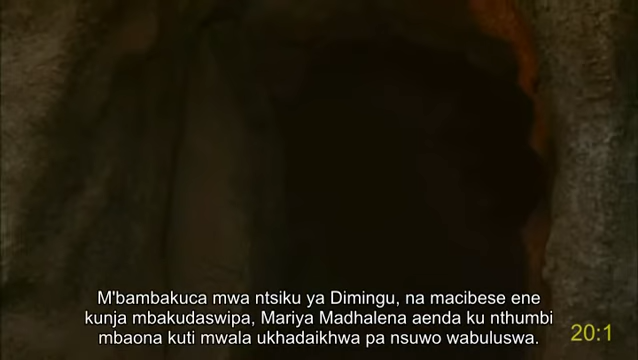 M'bambakuca mwa ntsiku ya Dimingu, na macibese ene
kunja mbakudaswipa, Mariya Madhalena aenda ku nthumbi
mbaona kuti mwala ukhadaikhwa pa nsuwo wabuluswa.
20:1